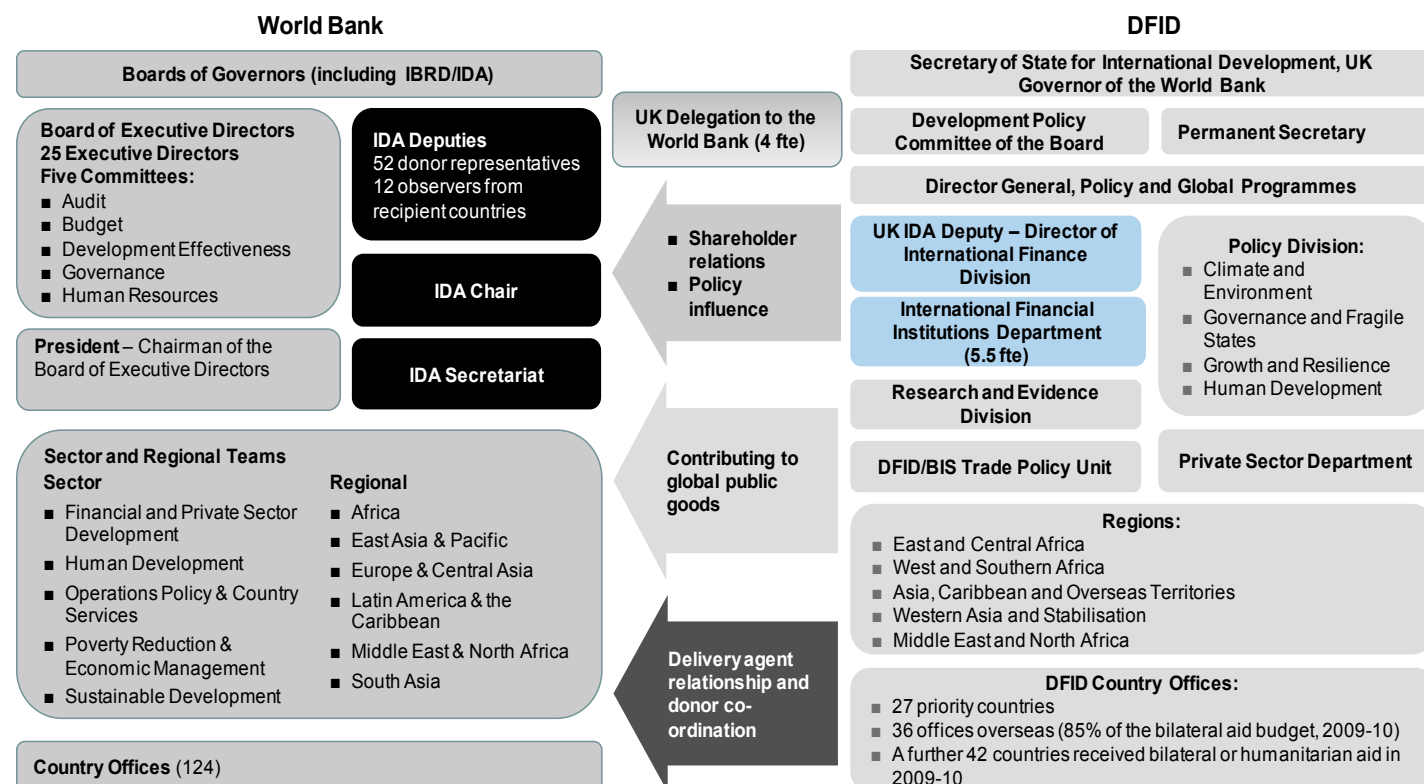 World Bank
Boards of Governors (including IBRD/IDA)
Board of Executive Directors
25 Executive Directors
Five Committees:
■ Audit
■ Budget
■ Development Effectiveness
■ Governance
■ Human Resources
IDA Deputies
52 donor representatives
12 observers from
recipient countries
IDA Chair
President – Chairman of the
Board of Executive Directors
IDA Secretariat
Sector and Regional Teams
Sector
■ Financial and Private Sector
Development
■ Human Development
■ Operations Policy & Country
Services
■ Poverty Reduction &
Economic Management
■ Sustainable Development
Regional
■ Africa
■ East Asia & Pacific
■ Europe & Central Asia
■ Latin America & the
Caribbean
■ Middle East & North Africa
■ South Asia
Country Offices (124)
UK Delegation to the
World Bank (4 fte)
■ Shareholder
relations
■ Policy
influence
Contributing to
global public
goods
Delivery agent
relationship and
donor co-
ordination
DFID
Secretary of State for International Development, UK
Governor of the World Bank
Development Policy
Committee of the Board
Permanent Secretary
Director General, Policy and Global Programmes
UK IDA Deputy – Director of
International Finance
Division
International Financial
Institutions Department
(5.5 fte)
Policy Division:
■ Climate and
Environment
■ Governance and Fragile
States
■ Growth and Resilience
■ Human Development
Research and Evidence
Division
DFID/BIS Trade Policy Unit
Private Sector Department
Regions:
■ East and Central Africa
■ West and Southern Africa
■ Asia, Caribbean and Overseas Territories
■ Western Asia and Stabilisation
■ Middle East and North Africa
DFID Country Offices:
■ 27 priority countries
■ 36 offices overseas (85% of the bilateral aid budget, 2009-10)
■ A further 42 countries received bilateral or humanitarian aid in
2009-10